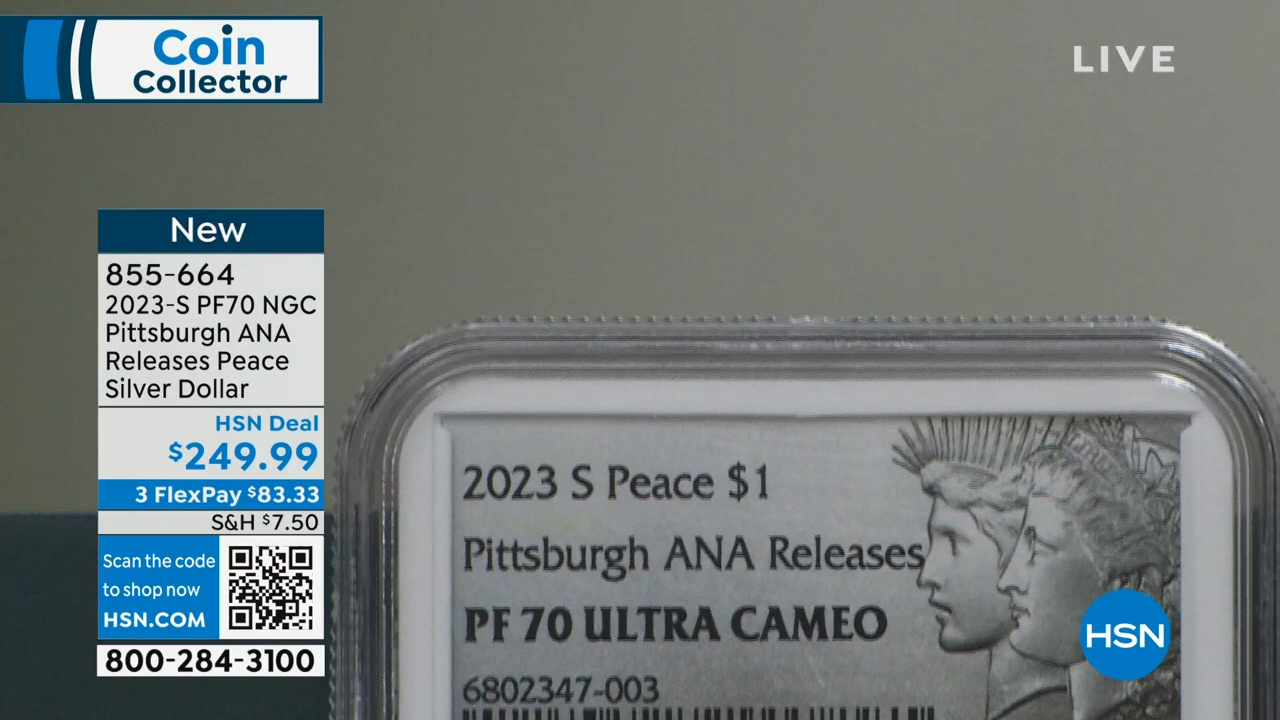 Coin
Collector
LIVE
New
855-664
2023-S PF70 NGC
Pittsburgh ANA
Releases Peace
Silver Dollar
HSN Deal
$249.99
3 FlexPay $83.33
S&H $7.50
Scan the code
to shop now
HSN.COM
800-284-3100
2023 S Peace $1
Pittsburgh ANA Releases
PF 70 ULTRA CAMEO
6802347-003
HSN